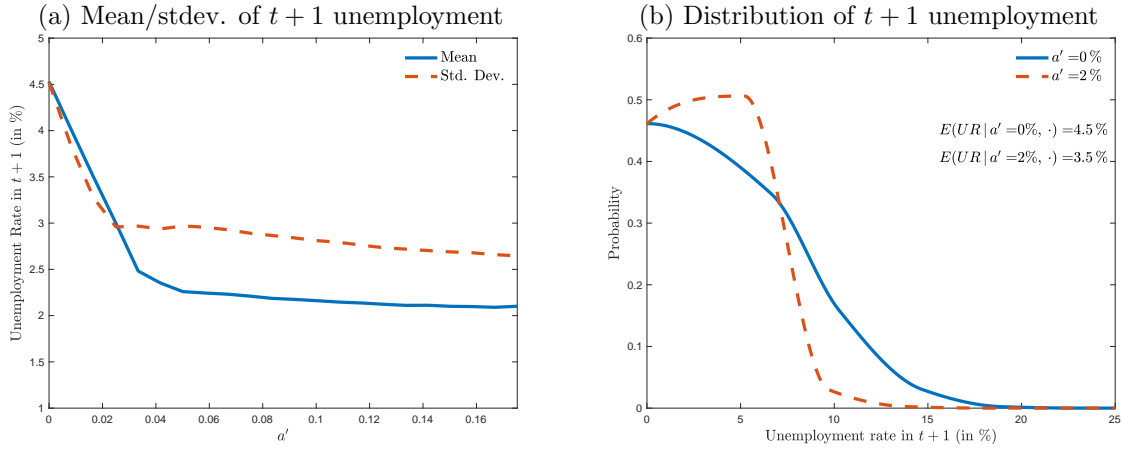 (a) Mean/stdev. of t + 1 unemployment
5
4.5
4
3.5
3
2.5
2
1.5
1
Unemployment Rate in t + 1 (in %)
Mean
Std. Dev.
0
0.02
0.04
0.06
0.08
0.1
0.12
0.14
0.16
a′
(b) Distribution of t + 1 unemployment
0.6
0.5
0.4
0.3
0.2
0.1
0
Probability
a′ =0 %
a′ =2 %
E(UR | a′ =0%, ·) =4.5 %
E(UR | a′ =2%, ·) =3.5 %
0
5
10
15
20
25
Unemployment rate in t + 1 (in %)